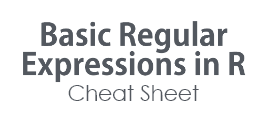 Basic Regular
Expressions in R
Cheat Sheet